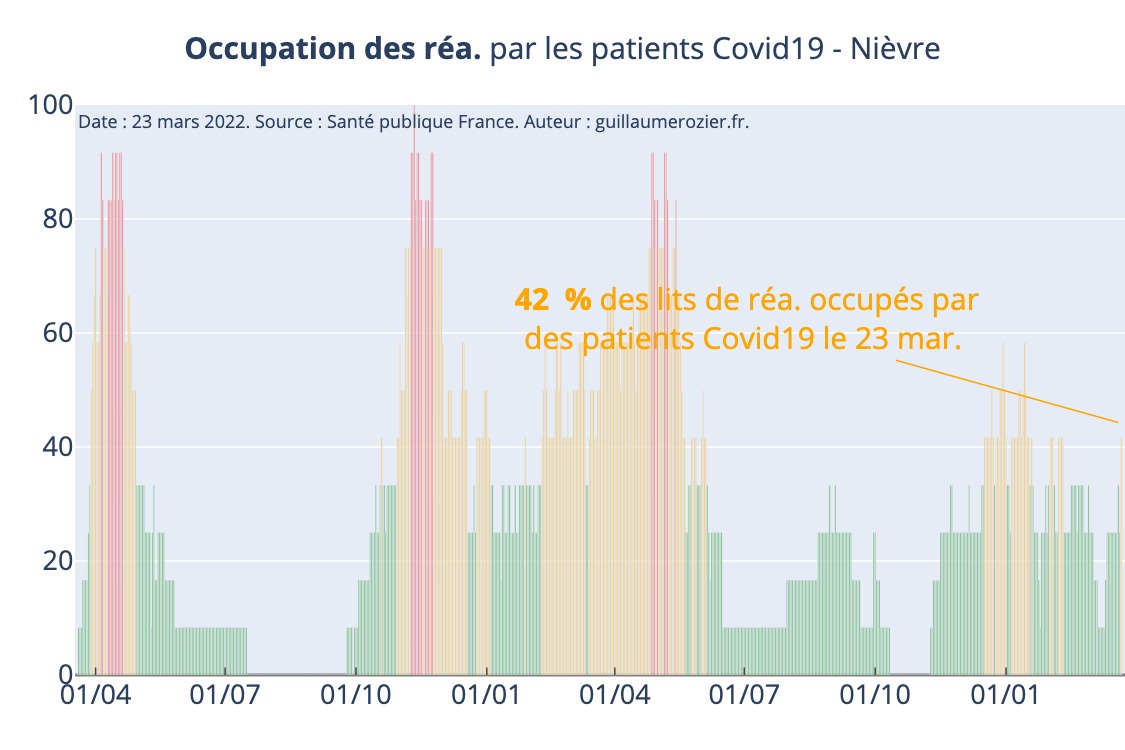 Occupation des réa. par les patients Covid19 - Nièvre
100
Date : 23 mars 2022. Source : Santé publique France. Auteur : guillaumerozier.fr.
80
42  % des lits de réa. occupés par
des patients Covid19 le 23 mar.
60
40
20
0
01/04 01/07 01/10 01/01 01/04 01/07 01/10 01/01